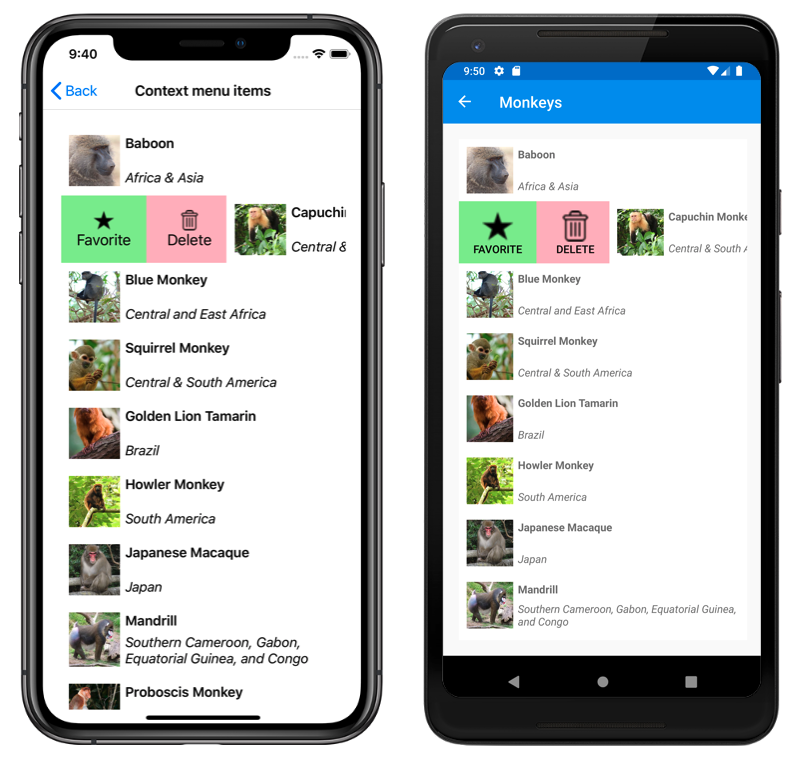 9:40
Back
Context menu items
Baboon
Africa & Asia
Favorite
Delete
Capuchin
Central &
Blue Monkey
Central and East Africa
Squirrel Monkey
Central & South America
Golden Lion Tamarin
Brazil
Howler Monkey
South America
Japanese Macaque
Japan
Mandrill
Southern Cameroon, Gabon,
Equatorial Guinea, and Congo
Proboscis Monkey
9:50
Monkeys
Baboon
Africa & Asia
FAVORITE
DELETE
Capuchin Monke
Central & South A
Blue Monkey
Central and East Africa
Squirrel Monkey
Central & South America
Golden Lion Tamarin
Brazil
Howler Monkey
South America
Japanese Macaque
Japan
Mandrill
Southern Cameroon, Gabon, Equatorial Guinea,
and Congo